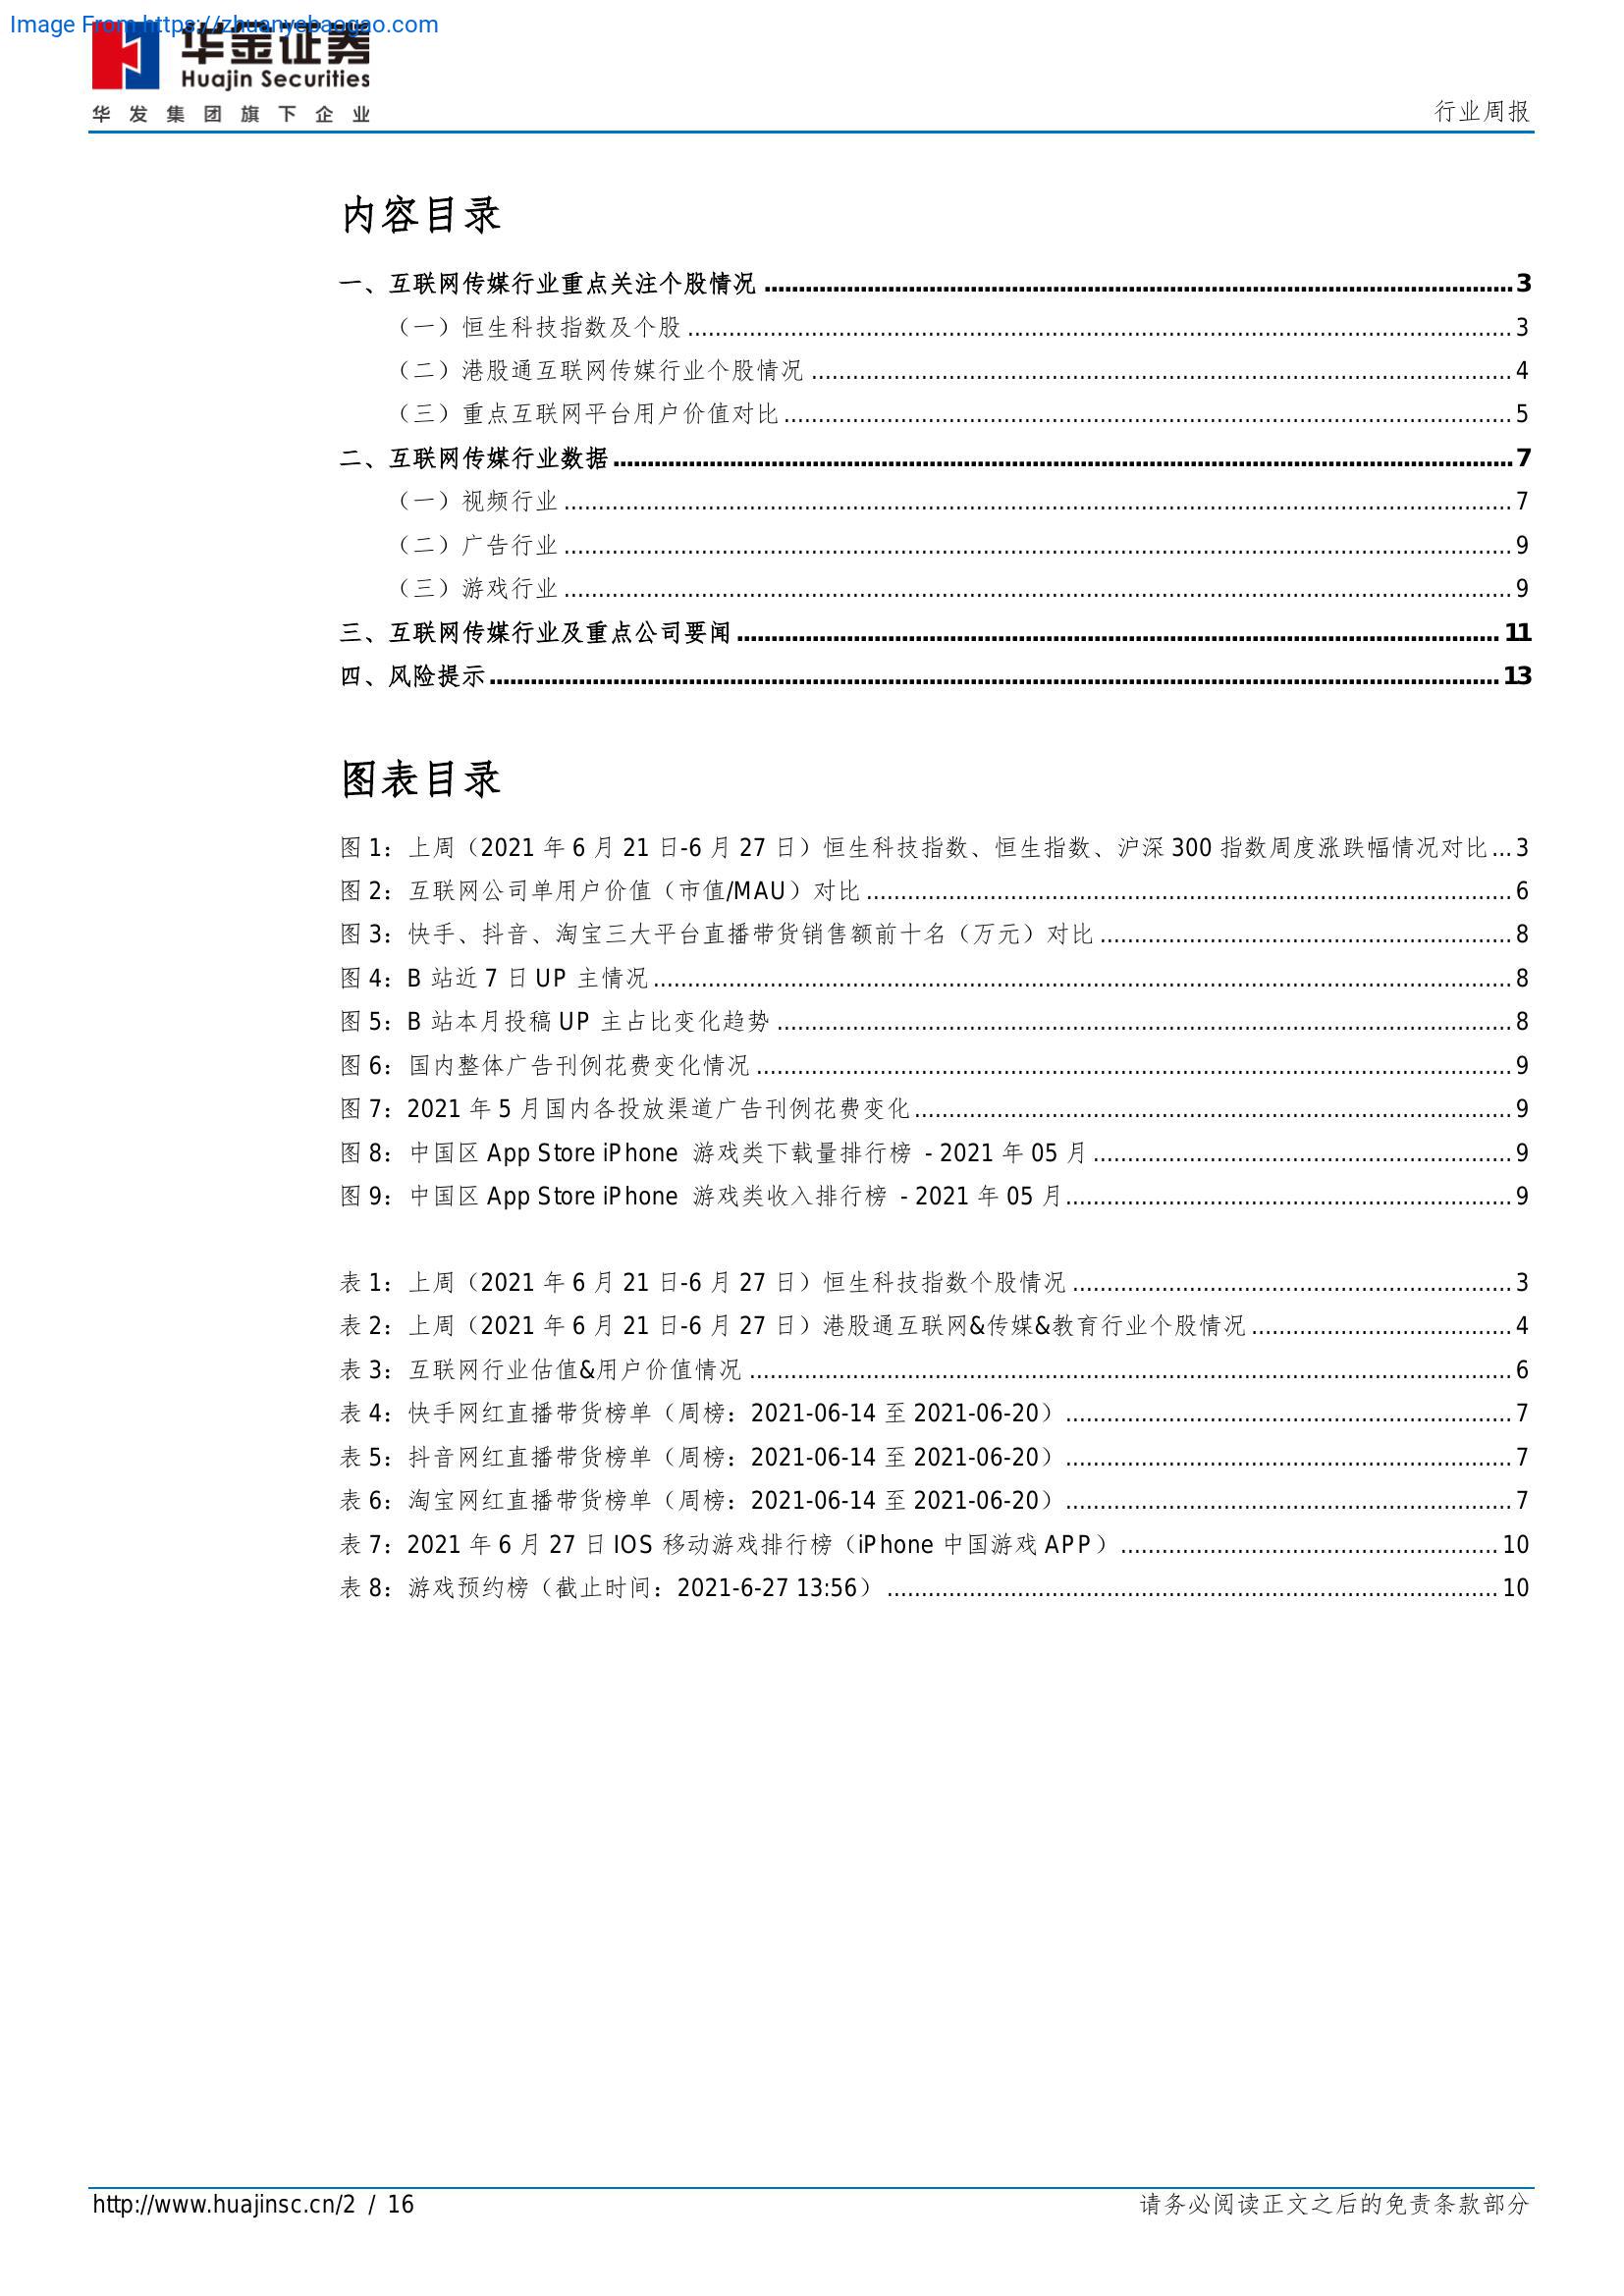 Image From https://zhuanyebaogao.com
华金证券
Huajin Securities
华发集团旗下企业
行业周报
内容目录
一、互联网传媒行业重点关注个股情况 ........ 3
（一）恒生科技指数及个股 ........ 3
（二）港股通互联网传媒行业个股情况 ........ 4
（三）重点互联网平台用户价值对比 ........ 5
二、互联网传媒行业数据 ........ 7
（一）视频行业 ........ 7
（二）广告行业 ........ 9
（三）游戏行业 ........ 9
三、互联网传媒行业及重点公司要闻 ........ 11
四、风险提示 ........ 13
图表目录
图 1：上周（2021 年 6 月 21 日-6 月 27 日）恒生科技指数、恒生指数、沪深 300 指数周度涨跌幅情况对比 ... 3
图 2：互联网公司单用户价值（市值/MAU）对比 ........ 6
图 3：快手、抖音、淘宝三大平台直播带货销售额前十名（万元）对比 ........ 8
图 4：B 站近 7 日 UP 主情况 ........ 8
图 5：B 站本月投稿 UP 主占比变化趋势 ........ 8
图 6：国内整体广告刊例花费变化情况 ........ 9
图 7：2021 年 5 月国内各投放渠道广告刊例花费变化 ........ 9
图 8：中国区 App Store iPhone 游戏类下载量排行榜 - 2021 年 05 月 ........ 9
图 9：中国区 App Store iPhone 游戏类收入排行榜 - 2021 年 05 月 ........ 9
表 1：上周（2021 年 6 月 21 日-6 月 27 日）恒生科技指数个股情况 ........ 3
表 2：上周（2021 年 6 月 21 日-6 月 27 日）港股通互联网&传媒&教育行业个股情况 ........ 4
表 3：互联网行业估值&用户价值情况 ........ 6
表 4：快手网红直播带货榜单（周榜：2021-06-14 至 2021-06-20） ........ 7
表 5：抖音网红直播带货榜单（周榜：2021-06-14 至 2021-06-20） ........ 7
表 6：淘宝网红直播带货榜单（周榜：2021-06-14 至 2021-06-20） ........ 7
表 7：2021 年 6 月 27 日 IOS 移动游戏排行榜（iPhone 中国游戏 APP） ........ 10
表 8：游戏预约榜（截止时间：2021-6-27 13:56） ........ 10
http://www.huajinsc.cn/2 / 16
请务必阅读正文之后的免责条款部分